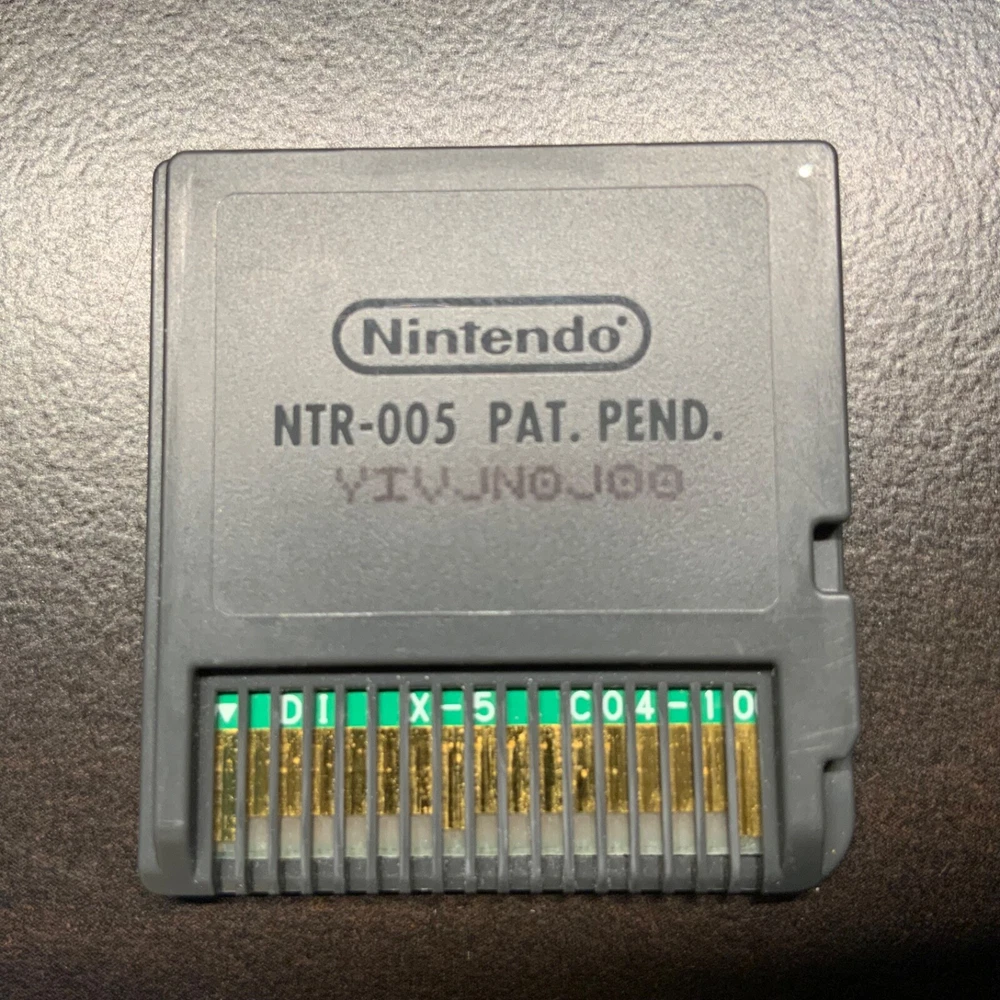 Nintendo
NTR-005 PAT. PEND.
YIVJN0J00
▼ DI X-5 C04-10